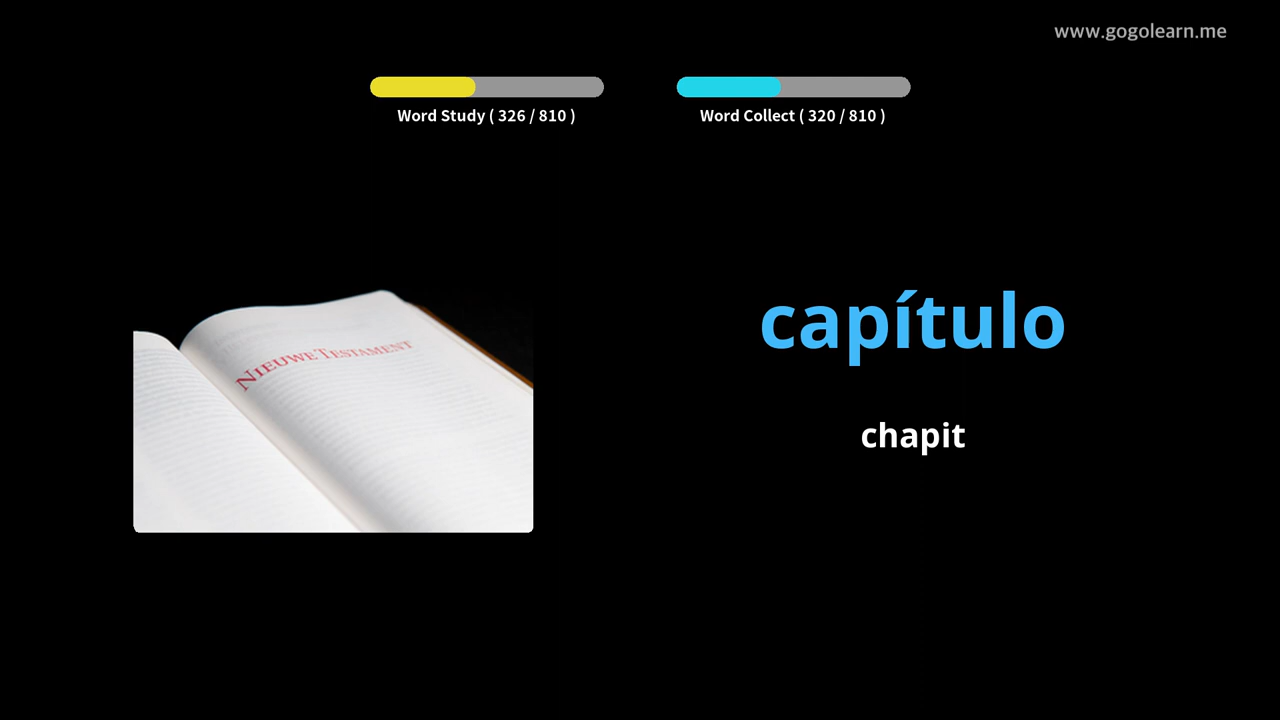 www.gogolearn.me
Word Study ( 326 / 810 )
Word Collect ( 320 / 810 )
NIEUWE TESTAMENT
capítulo
chapit